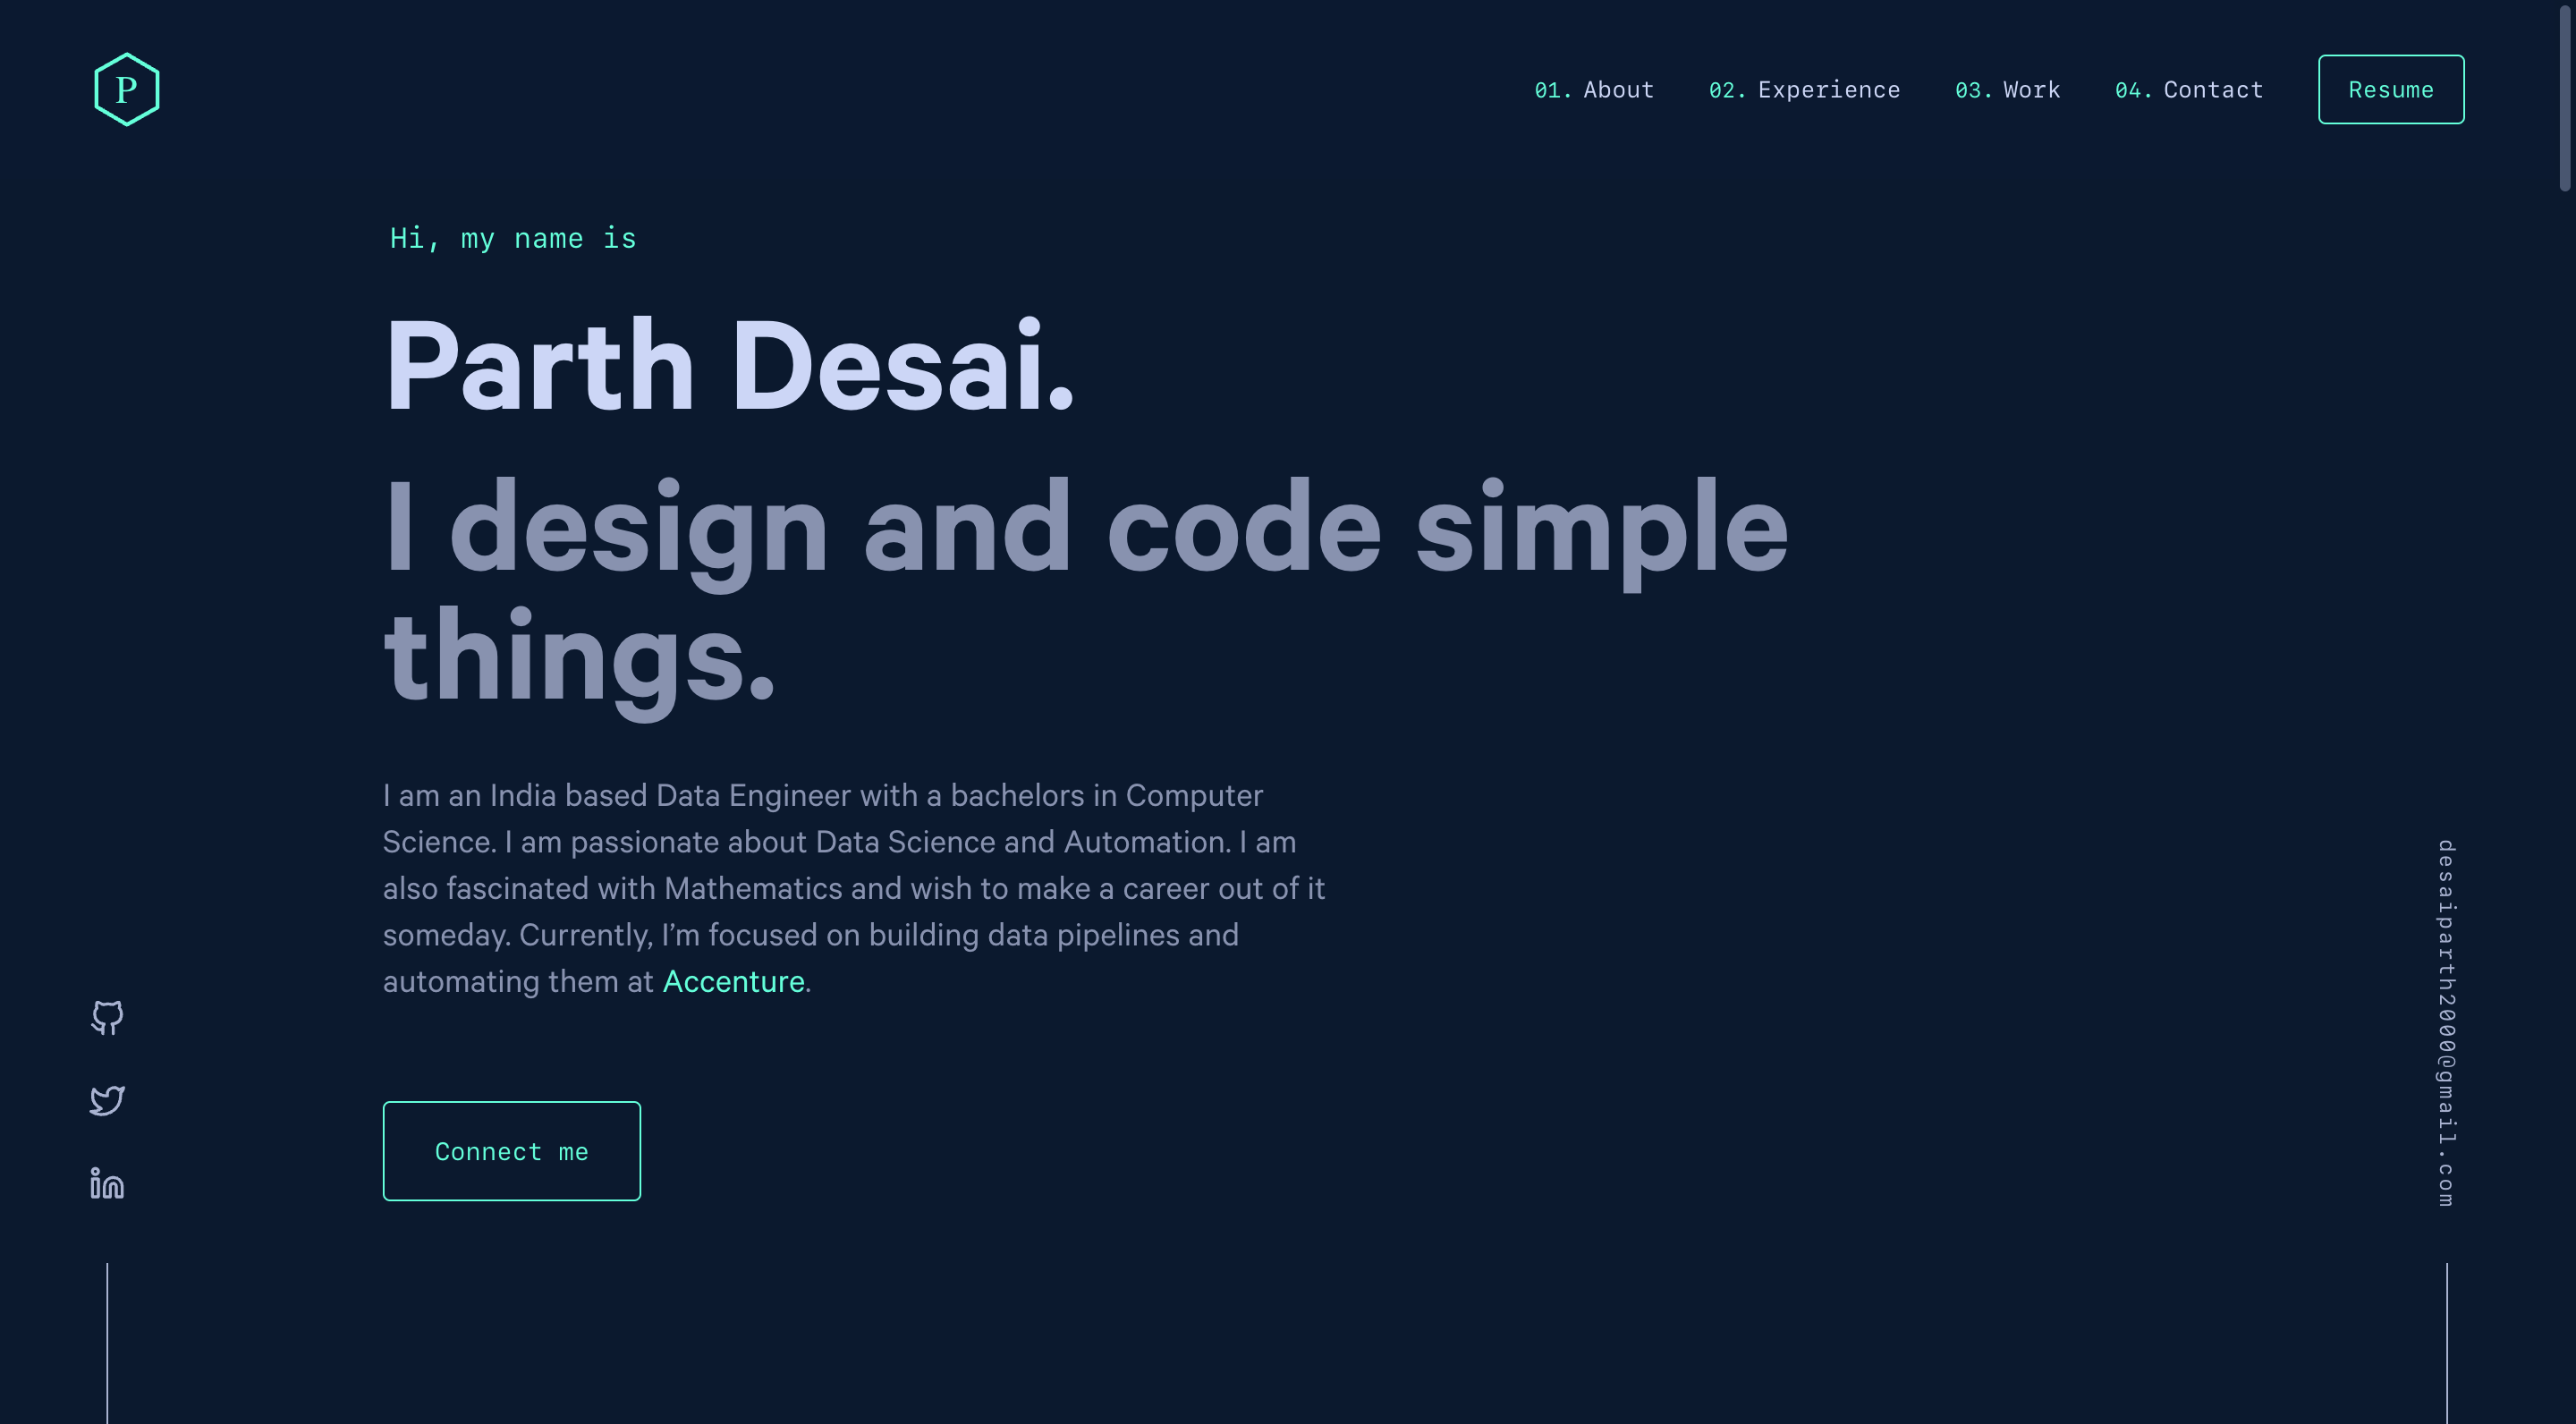 P
01. About 02. Experience 03. Work 04. Contact Resume
Hi, my name is
Parth Desai.
I design and code simple
things.
I am an India based Data Engineer with a bachelors in Computer
Science. I am passionate about Data Science and Automation. I am
also fascinated with Mathematics and wish to make a career out of it
someday. Currently, I’m focused on building data pipelines and
automating them at Accenture.
Connect me
in
desaiparth2000@gmail.com